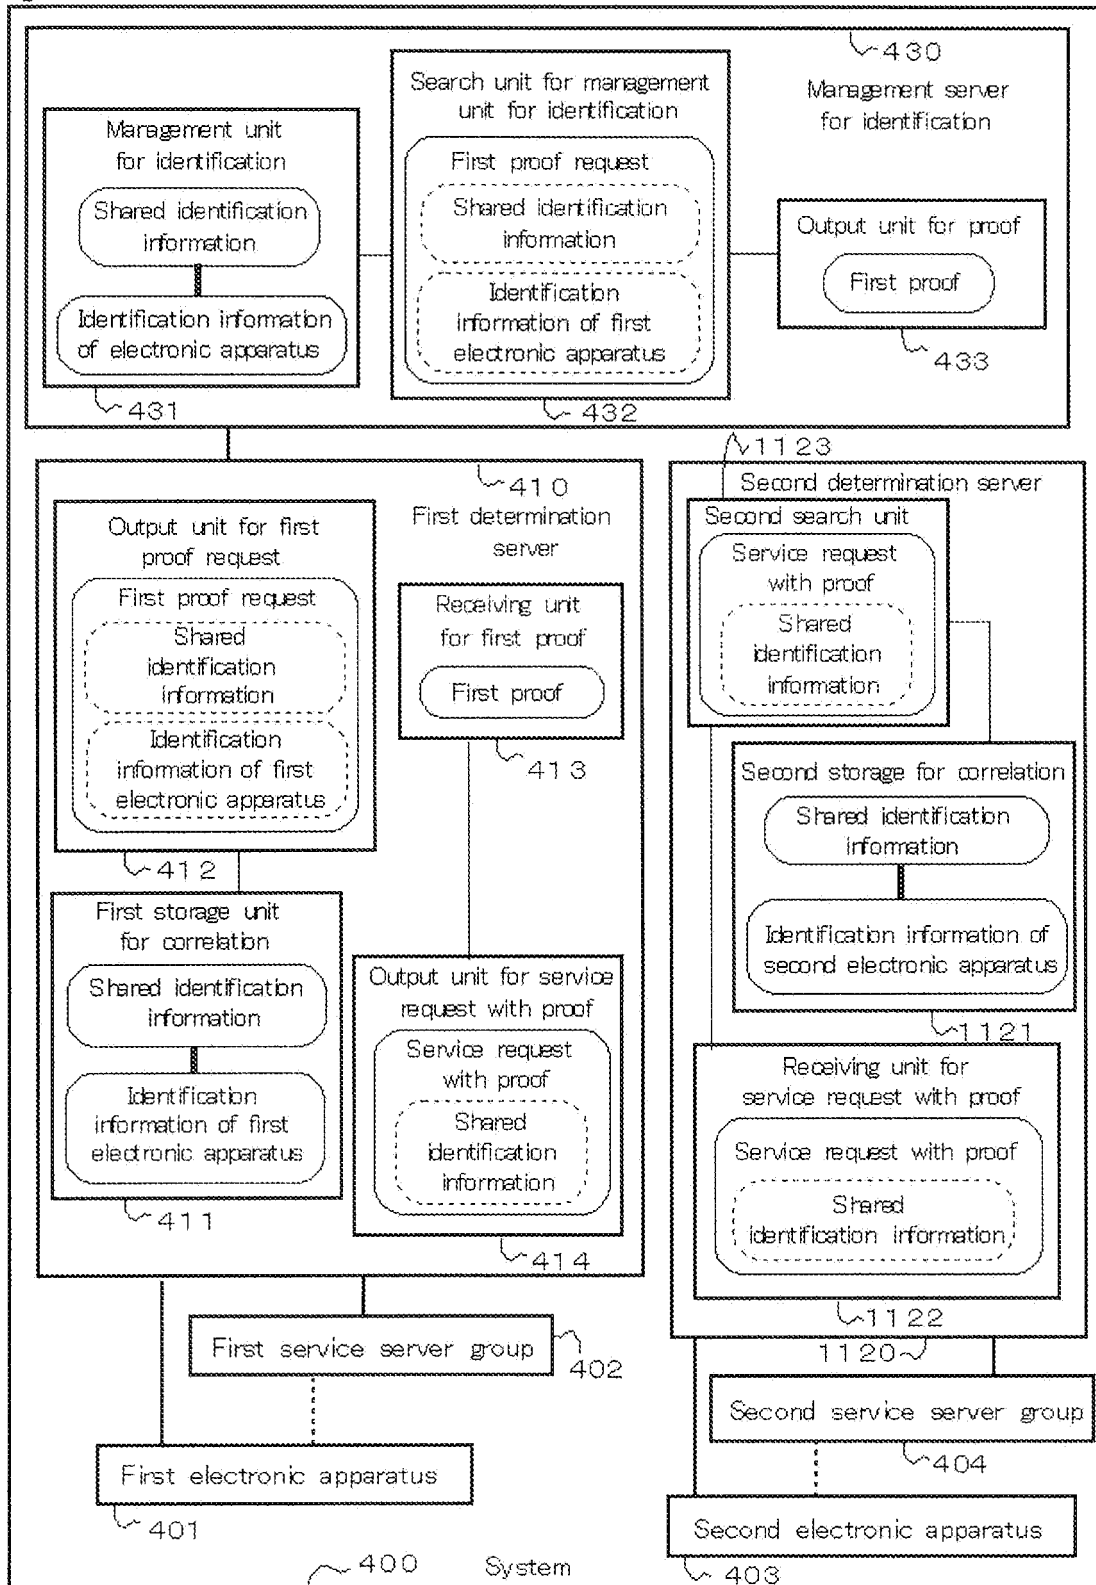 430
Management server
for identification
Management unit
for identification
Shared identification
information
Identification information
of electronic apparatus
431
Search unit for management
unit for identification
First proof request
Shared identification
information
Identification
information of first
electronic apparatus
432
Output unit for proof
First proof
433
410
First determination
server
Output unit for first
proof request
First proof request
Shared
identification
information
Identification
information of first
electronic apparatus
412
Receiving unit
for first proof
First proof
413
First storage unit
for correlation
Shared identification
information
Identification
information of first
electronic apparatus
411
Output unit for service
request with proof
Service request
with proof
Shared
identification
information
414
1123
Second determination server
Second search unit
Service request
with proof
Shared
identification
information
Second storage for correlation
Shared identification
information
Identification information of
second electronic apparatus
1121
Receiving unit for
service request with proof
Service request with proof
Shared
identification information
1122
1120
First service server group
402
First electronic apparatus
401
Second service server group
404
Second electronic apparatus
403
400
System